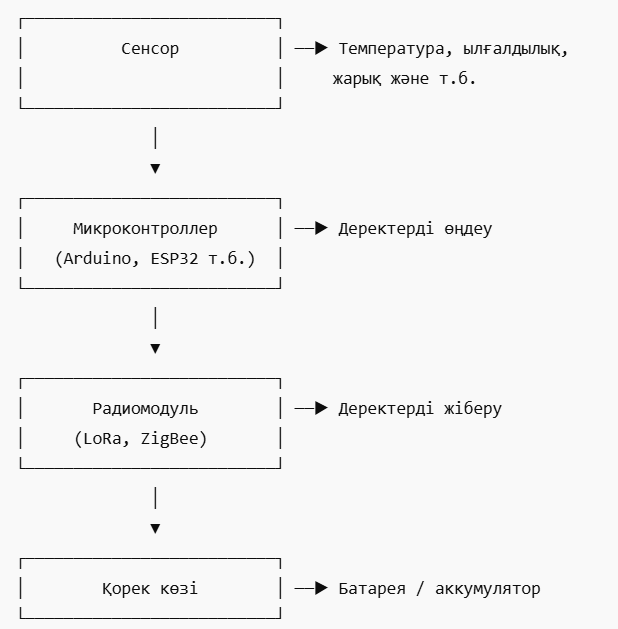 Сенсор ──▶ Температура, ылғалдылық,
жарық және т.б.
Микроконтроллер ──▶ Деректерді өңдеу
(Arduino, ESP32 т.б.)
Радиомодуль ──▶ Деректерді жіберу
(LoRa, ZigBee)
Қорек көзі ──▶ Батарея / аккумулятор